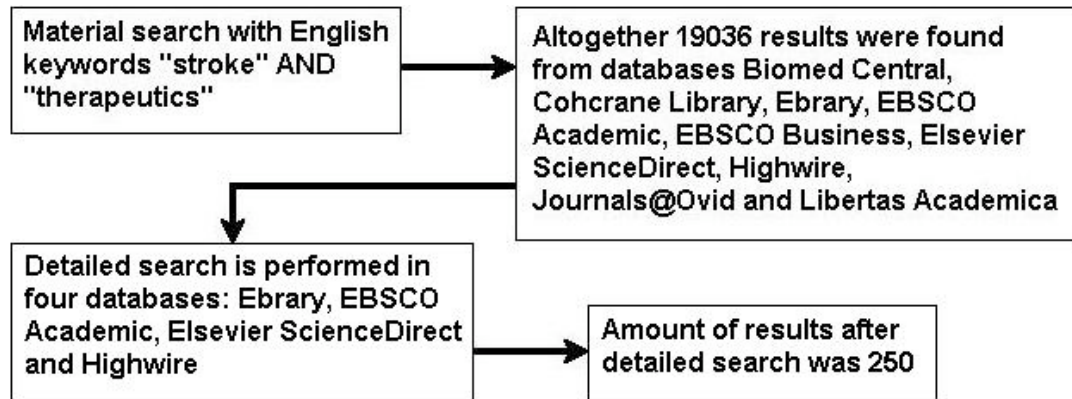 Material search with English
keywords "stroke" AND
"therapeutics"
Altogether 19036 results were found
from databases Biomed Central,
Cohcrane Library, Ebrary, EBSCO
Academic, EBSCO Business, Elsevier
ScienceDirect, Highwire,
Journals@Ovid and Libertas Academica
Detailed search is performed in
four databases: Ebrary, EBSCO
Academic, Elsevier ScienceDirect
and Highwire
Amount of results after
detailed search was 250